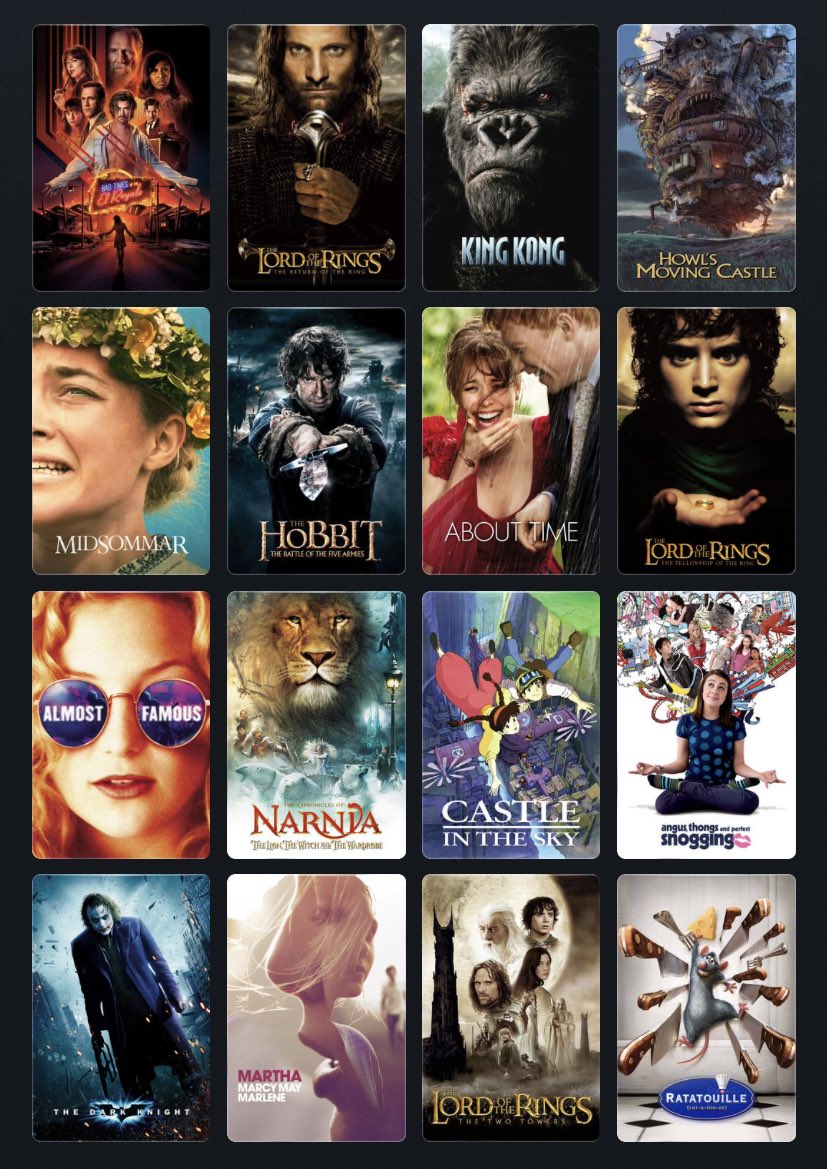 BAD TIMES
El Royale
THE
LORD OF THE RINGS
THE RETURN OF THE KING
KING KONG
HOWL'S
MOVING CASTLE
MIDSOMMAR
THE
HOBBIT
THE BATTLE OF THE FIVE ARMIES
ABOUT TIME
THE
LORD OF THE RINGS
THE FELLOWSHIP OF THE RING
ALMOST FAMOUS
THE CHRONICLES OF
NARNIA
THE LION, THE WITCH AND THE WARDROBE
CASTLE
IN THE SKY
angus, thongs and perfect
snogging
THE DARK KNIGHT
MARTHA
MARCY MAY
MARLENE
THE
LORD OF THE RINGS
THE TWO TOWERS
RATATOUILLE
(rat-a-too-ee)